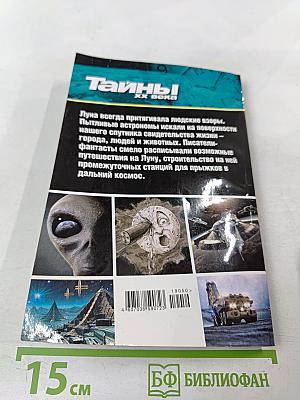 Тайны
XX века
Луна всегда притягивала людские взоры.
Пытливые астрономы искали на поверхности
нашего спутника свидетельства жизни –
города, людей и животных. Писатели-
фантасты смело расписывали возможные
путешествия на Луну, строительство на ней
промежуточных станций для прыжков в
дальний космос.
15 см
БФ БИБЛИОФАН